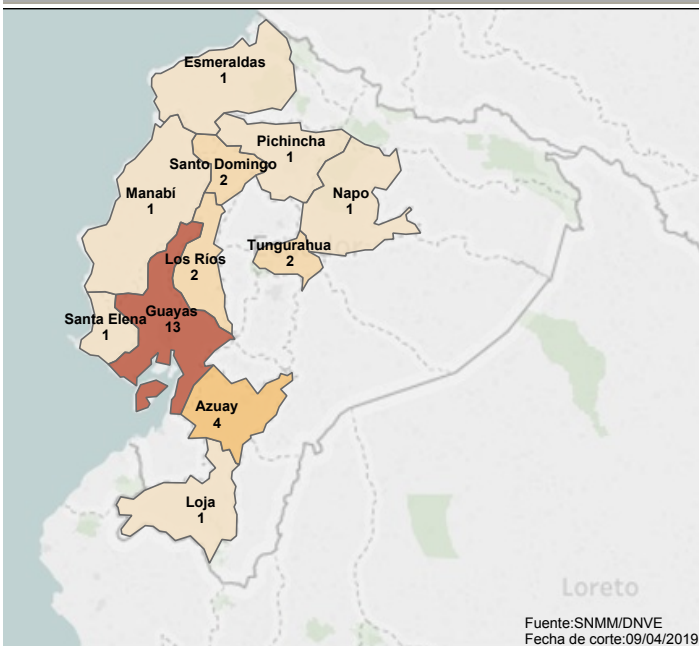 Esmeraldas
1
Pichincha
1
Santo Domingo
2
Manabí
1
Napo
1
Tungurahua
2
Los Ríos
2
Guayas
13
Santa Elena
1
Azuay
4
Loja
1
Loreto
Fuente:SNMM/DNVE
Fecha de corte:09/04/2019